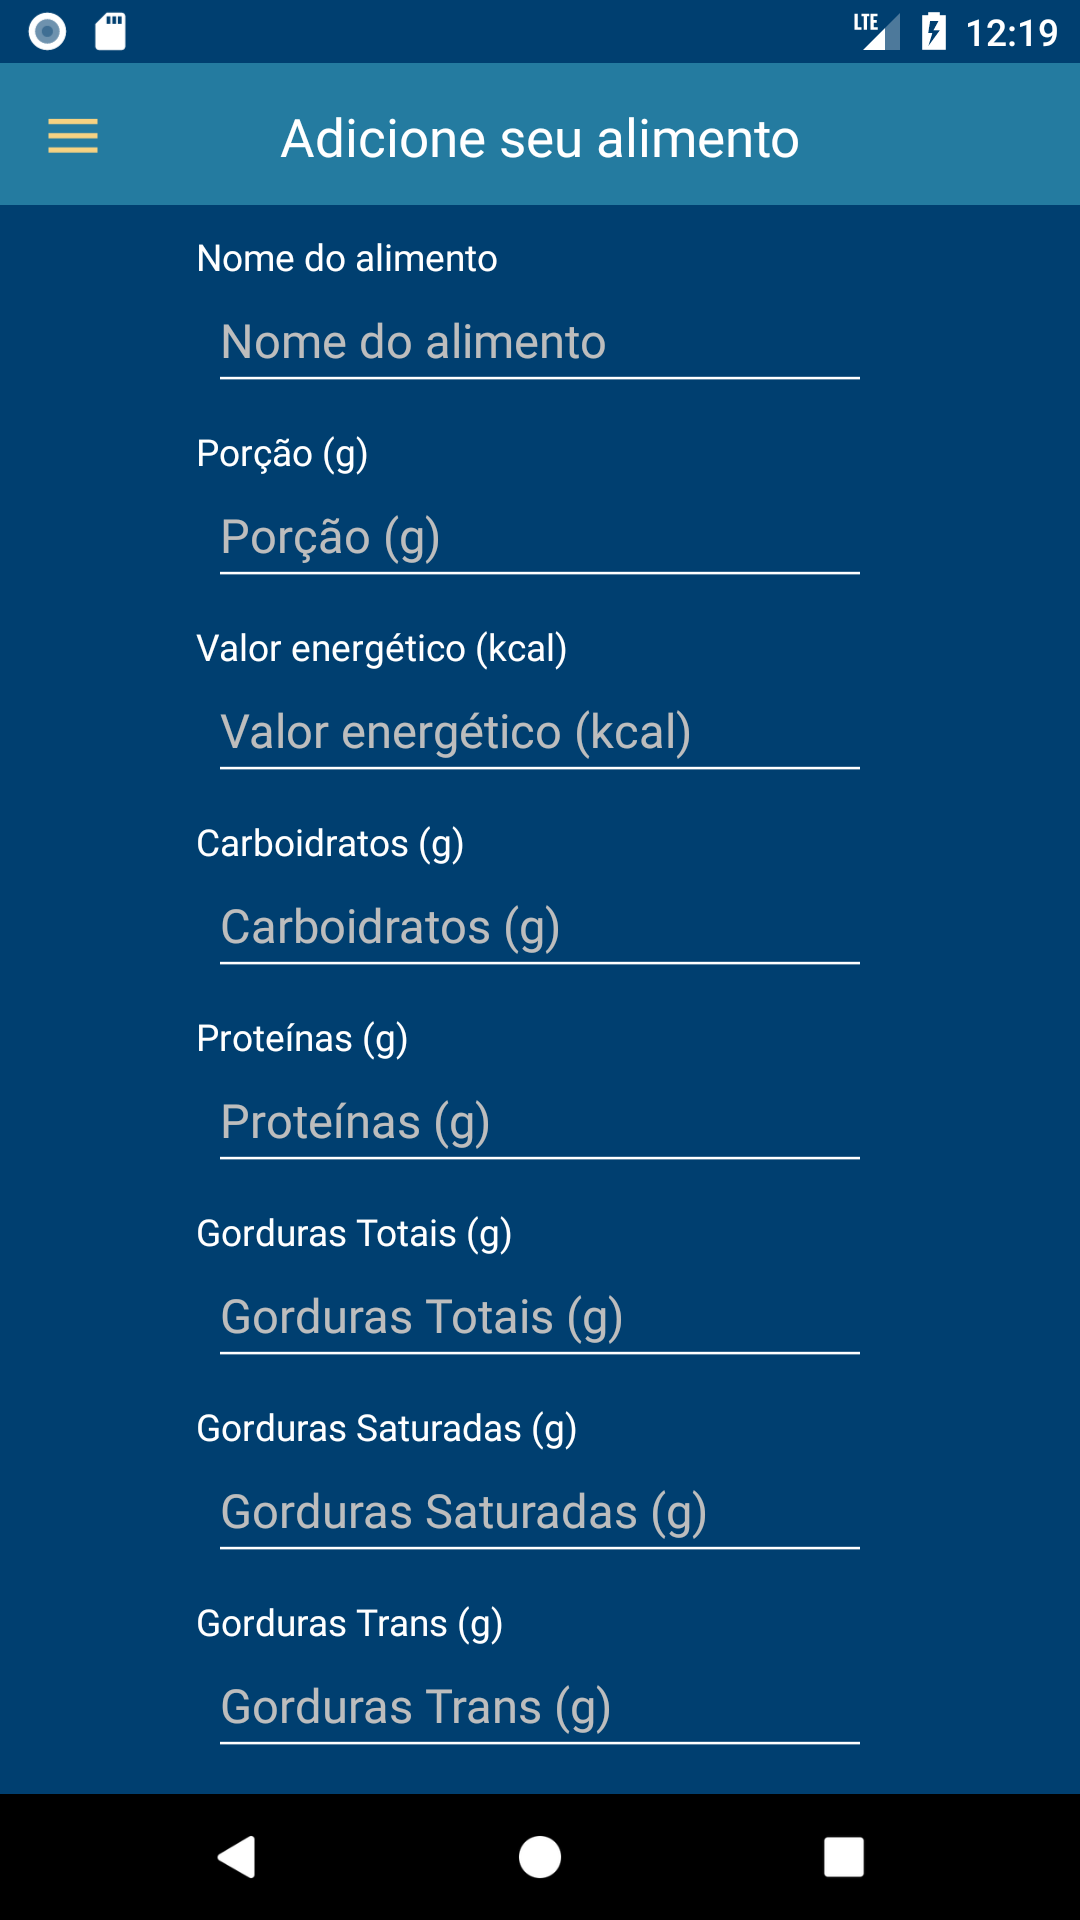 LTE 12:19
Adicione seu alimento
Nome do alimento
Nome do alimento
Porção (g)
Porção (g)
Valor energético (kcal)
Valor energético (kcal)
Carboidratos (g)
Carboidratos (g)
Proteínas (g)
Proteínas (g)
Gorduras Totais (g)
Gorduras Totais (g)
Gorduras Saturadas (g)
Gorduras Saturadas (g)
Gorduras Trans (g)
Gorduras Trans (g)